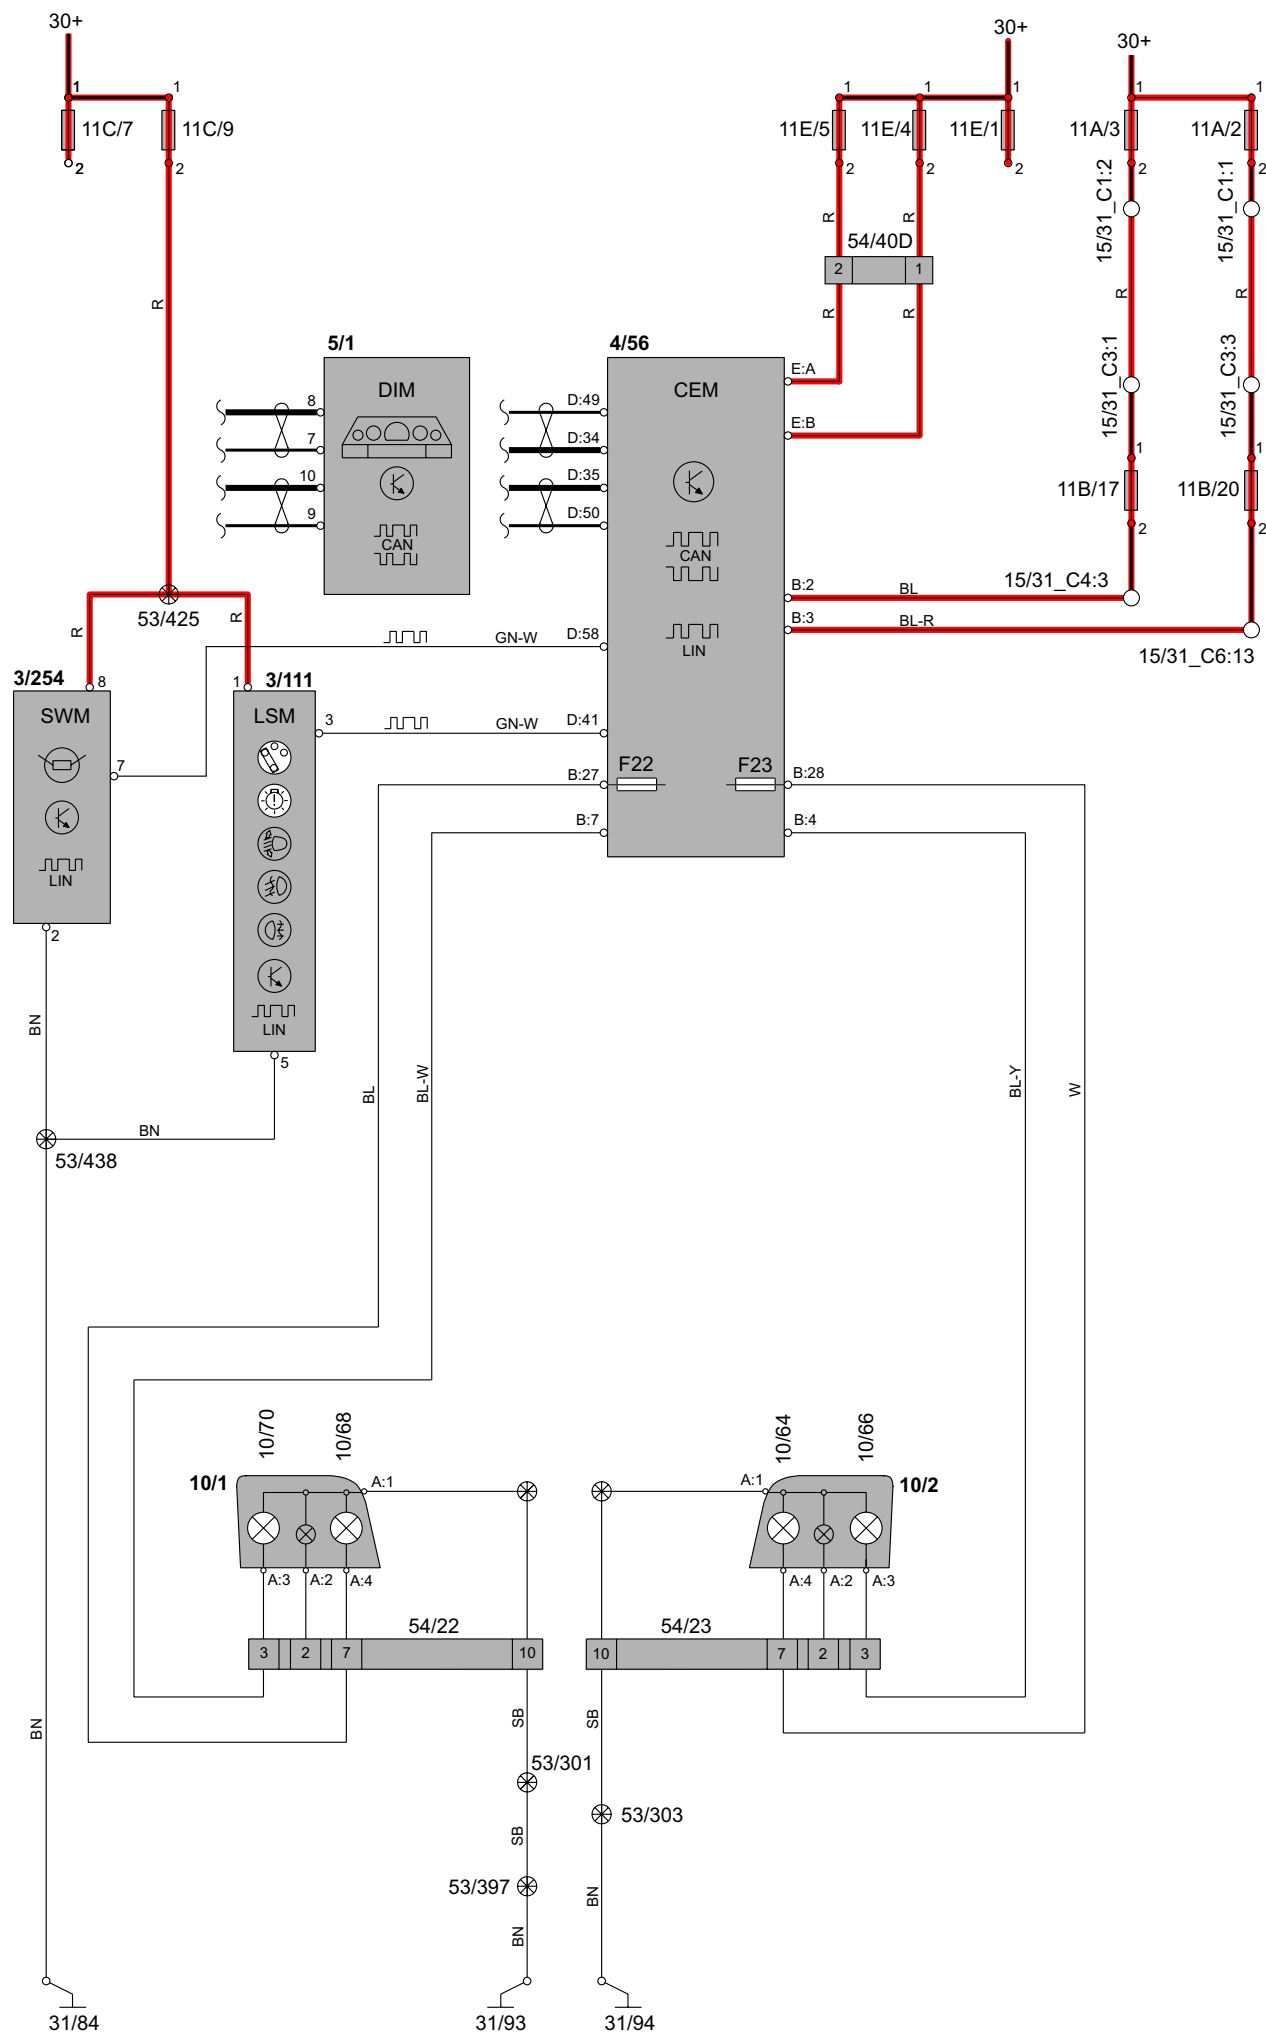 30+
30+
30+
1 1
1 1 1
1 1
11C/7 11C/9
11E/5 11E/4 11E/1
11A/3 11A/2
2 2
2 2 2
2 2
15/31_C1:2 15/31_C1:1
R R
54/40D
2 1
R
R R
R R
5/1
DIM
8
7
10
9
CAN
4/56
CEM
D:49
D:34
D:35
D:50
CAN
LIN
E:A
E:B
15/31_C3:1 15/31_C3:3
1 1
11B/17 11B/20
2 2
B:2 BL 15/31_C4:3
B:3 BL-R
15/31_C6:13
53/425
R R
GN-W D:58
3/254 8
SWM
7
LIN
2
1 3/111
LSM
3
GN-W D:41
LIN
5
B:27 F22 F23 B:28
B:7 B:4
BN
BL BL-W
BL-Y W
BN
53/438
10/70 10/68
10/64 10/66
10/1 A:1
A:1 10/2
A:3 A:2 A:4
A:4 A:2 A:3
54/22
54/23
3 2 7 10
10 7 2 3
BN
SB SB
53/301
53/303
SB
53/397
BN
BN
31/84 31/93 31/94